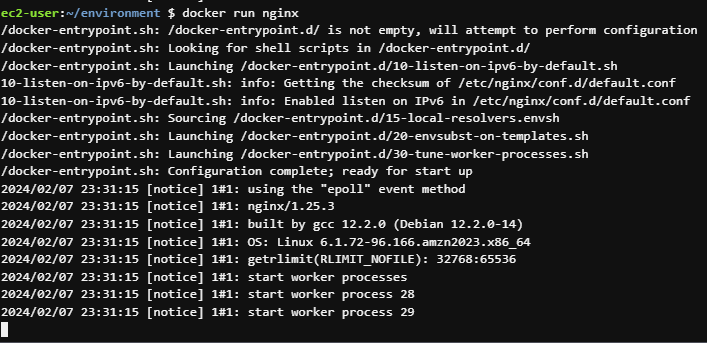 ec2-user:~/environment $ docker run nginx
/docker-entrypoint.sh: /docker-entrypoint.d/ is not empty, will attempt to perform configuration
/docker-entrypoint.sh: Looking for shell scripts in /docker-entrypoint.d/
/docker-entrypoint.sh: Launching /docker-entrypoint.d/10-listen-on-ipv6-by-default.sh
10-listen-on-ipv6-by-default.sh: info: Getting the checksum of /etc/nginx/conf.d/default.conf
10-listen-on-ipv6-by-default.sh: info: Enabled listen on IPv6 in /etc/nginx/conf.d/default.conf
/docker-entrypoint.sh: Sourcing /docker-entrypoint.d/15-local-resolvers.envsh
/docker-entrypoint.sh: Launching /docker-entrypoint.d/20-envsubst-on-templates.sh
/docker-entrypoint.sh: Launching /docker-entrypoint.d/30-tune-worker-processes.sh
/docker-entrypoint.sh: Configuration complete; ready for start up
2024/02/07 23:31:15 [notice] 1#1: using the "epoll" event method
2024/02/07 23:31:15 [notice] 1#1: nginx/1.25.3
2024/02/07 23:31:15 [notice] 1#1: built by gcc 12.2.0 (Debian 12.2.0-14)
2024/02/07 23:31:15 [notice] 1#1: OS: Linux 6.1.72-96.166.amzn2023.x86_64
2024/02/07 23:31:15 [notice] 1#1: getrlimit(RLIMIT_NOFILE): 32768:65536
2024/02/07 23:31:15 [notice] 1#1: start worker processes
2024/02/07 23:31:15 [notice] 1#1: start worker process 28
2024/02/07 23:31:15 [notice] 1#1: start worker process 29